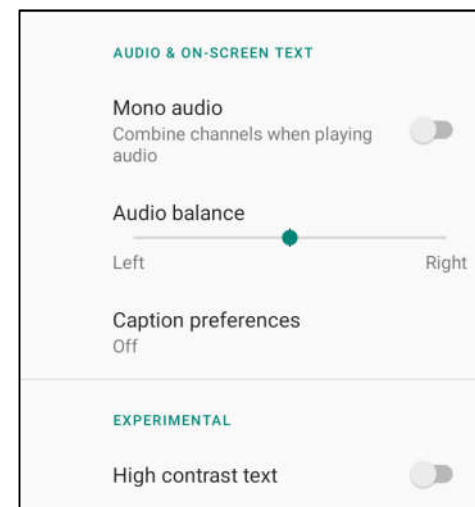 AUDIO & ON-SCREEN TEXT
Mono audio
Combine channels when playing
audio
Audio balance
Left Right
Caption preferences
Off
EXPERIMENTAL
High contrast text